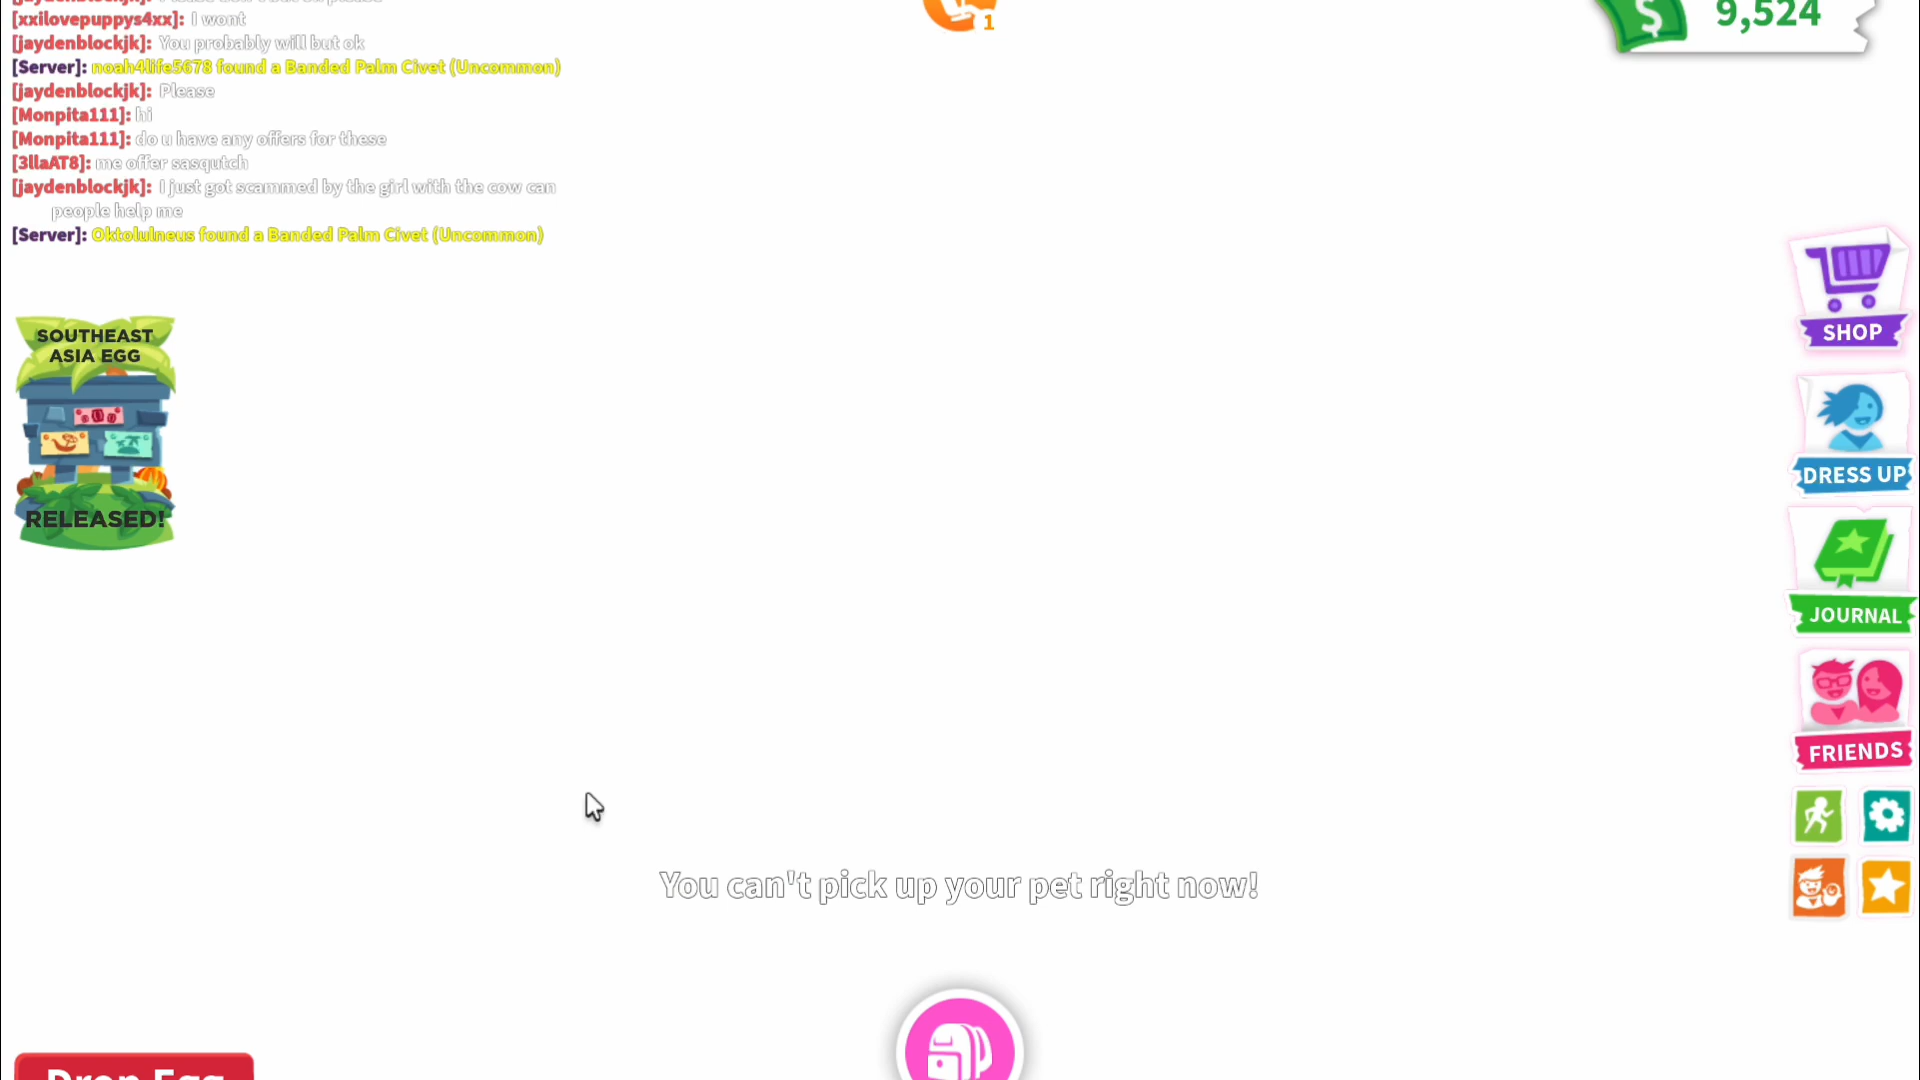 [xxilovepuppys4xx]: I wont
[jaydenblockjk]: You probably will but ok
[Server]: noah4life5678 found a Banded Palm Civet (Uncommon)
[jaydenblockjk]: Please
[Monpita111]: hi
[Monpita111]: do u have any offers for these
[3llaAT8]: me offer sasqutch
[jaydenblockjk]: I just got scammed by the girl with the cow can
people help me
[Server]: Oktolulneus found a Banded Palm Civet (Uncommon)
1
9,524
SOUTHEAST
ASIA EGG
RELEASED!
SHOP
DRESS UP
JOURNAL
FRIENDS
You can't pick up your pet right now!
Drop Egg